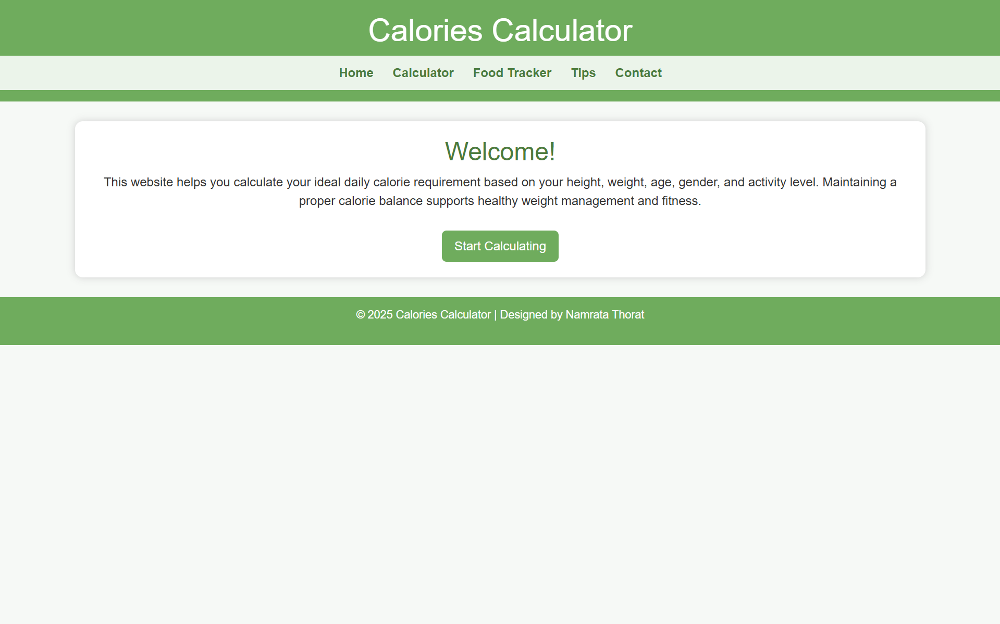 Calories Calculator
Home Calculator Food Tracker Tips Contact
Welcome!
This website helps you calculate your ideal daily calorie requirement based on your height, weight, age, gender, and activity level. Maintaining a
proper calorie balance supports healthy weight management and fitness.
Start Calculating
© 2025 Calories Calculator | Designed by Namrata Thorat